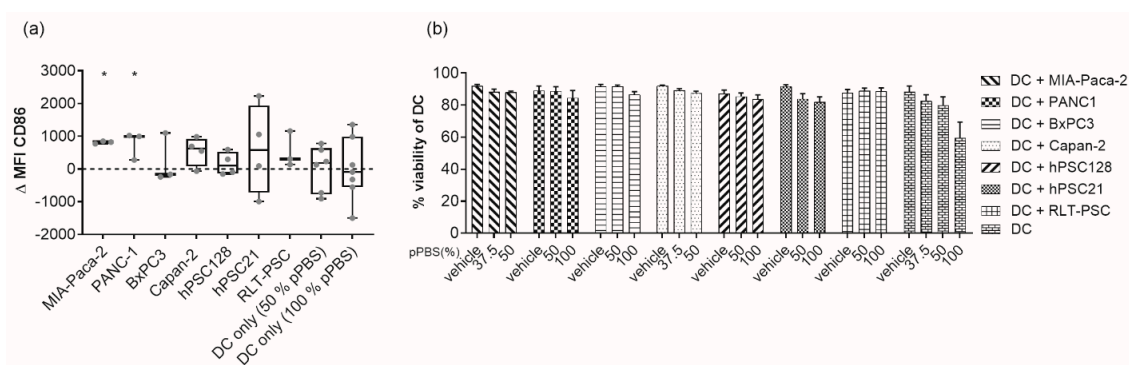 (a)
(b)
Δ MFI CD86
3000
2000
1000
0
-1000
-2000
* *
MIA-Paca-2
PANC-1
BxPC3
Capan-2
hPSC128
hPSC21
RLT-PSC
DC only (50 % pPBS)
DC only (100 % pPBS)
% viability of DC
100
80
60
40
20
0
pPBS(%)
vehicle 37.5 50
vehicle 50 100
vehicle 50 100
vehicle 37.5 50
vehicle 50 100
vehicle 50 100
vehicle 50 100
vehicle 37.5 50 100
DC + MIA-Paca-2
DC + PANC1
DC + BxPC3
DC + Capan-2
DC + hPSC128
DC + hPSC21
DC + RLT-PSC
DC